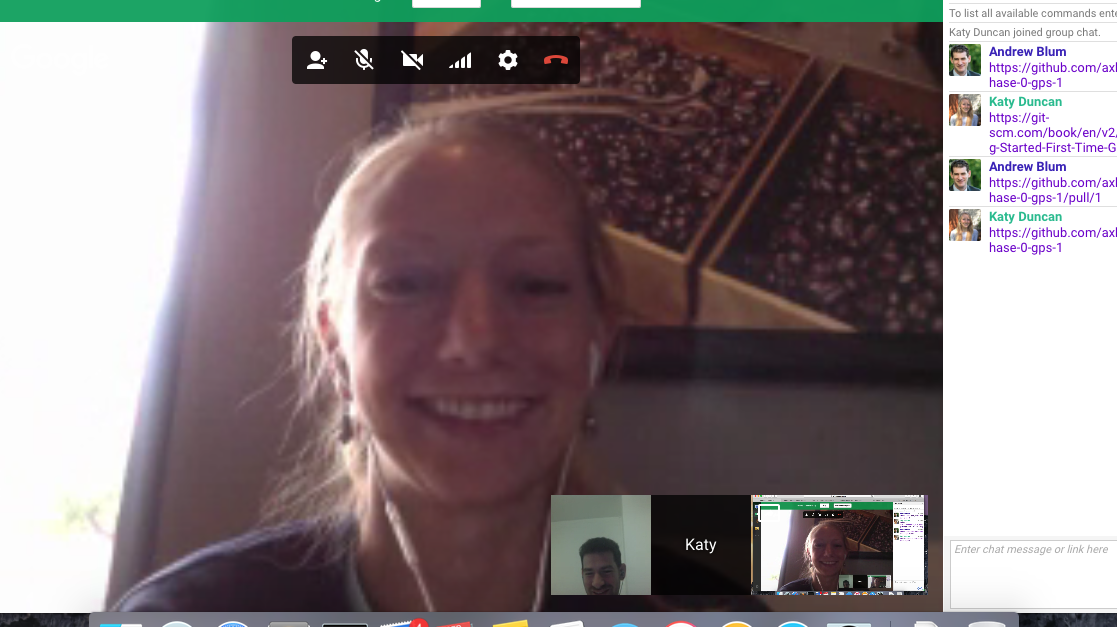 To list all available commands ente
Katy Duncan joined group chat.
Andrew Blum
https://github.com/axl
hase-0-gps-1
Katy Duncan
https://git-
scm.com/book/en/v2/
g-Started-First-Time-G
Andrew Blum
https://github.com/axl
hase-0-gps-1/pull/1
Katy Duncan
https://github.com/axl
hase-0-gps-1
Katy
Enter chat message or link here